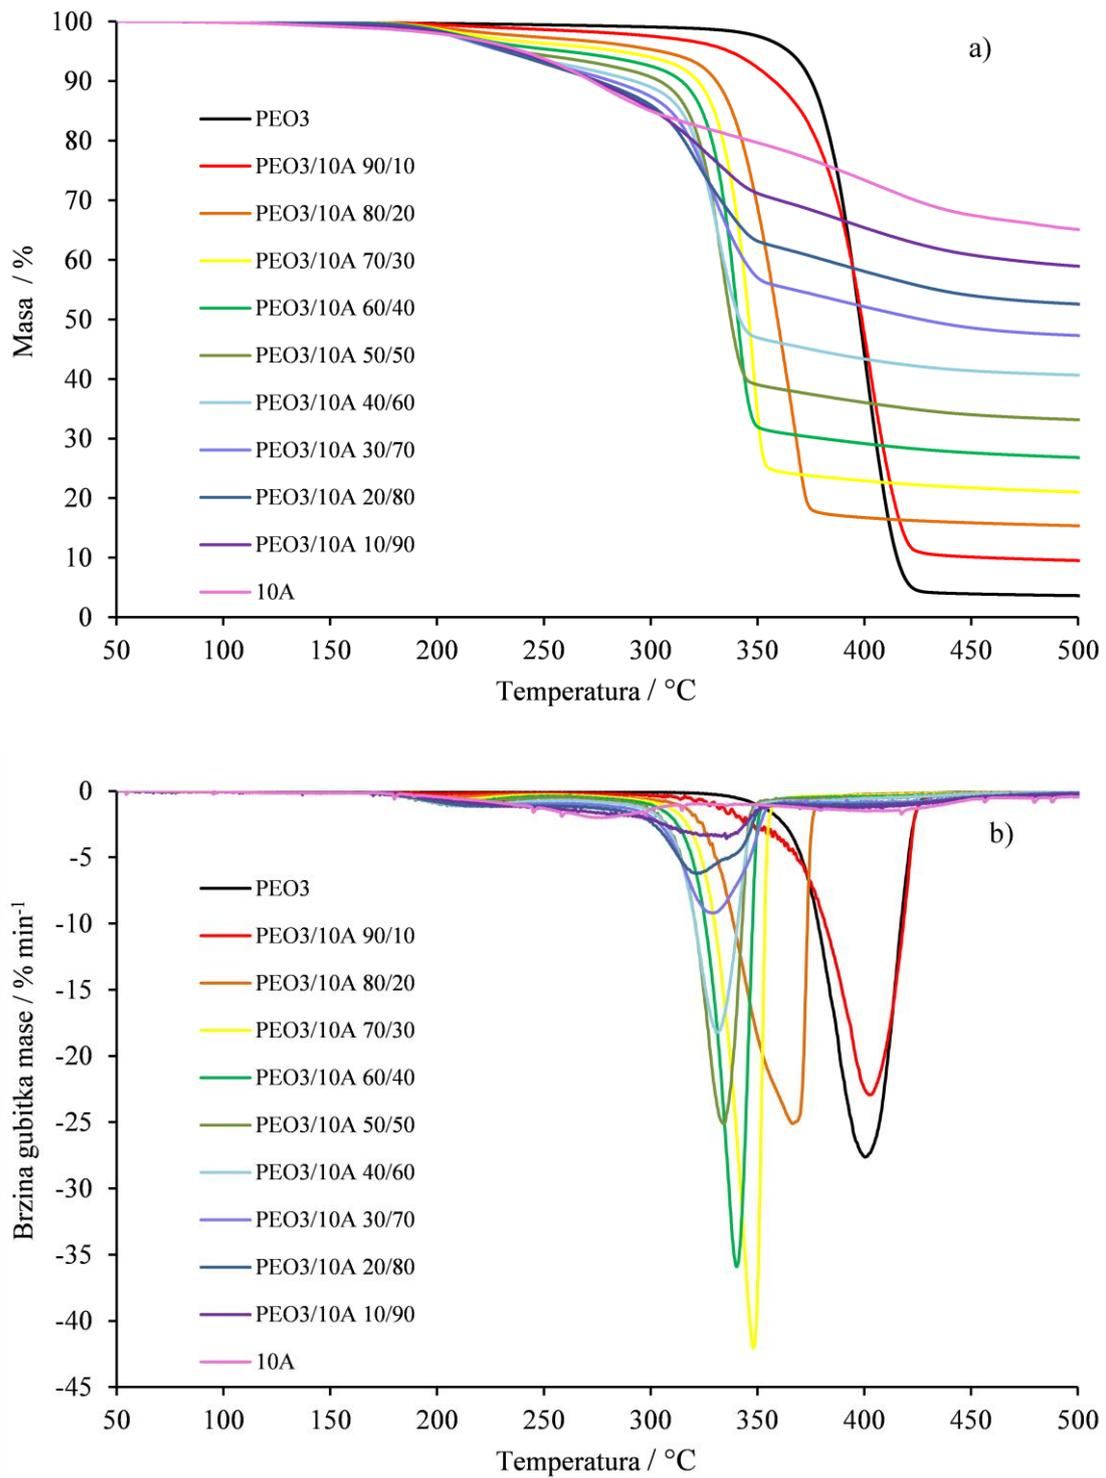 100
90
80
70
60
50
40
30
20
10
0
Masa / %
a)
PEO3
PEO3/10A 90/10
PEO3/10A 80/20
PEO3/10A 70/30
PEO3/10A 60/40
PEO3/10A 50/50
PEO3/10A 40/60
PEO3/10A 30/70
PEO3/10A 20/80
PEO3/10A 10/90
10A
50 100 150 200 250 300 350 400 450 500
Temperatura / °C
0
-5
-10
-15
-20
-25
-30
-35
-40
-45
Brzina gubitka mase / % min⁻¹
b)
PEO3
PEO3/10A 90/10
PEO3/10A 80/20
PEO3/10A 70/30
PEO3/10A 60/40
PEO3/10A 50/50
PEO3/10A 40/60
PEO3/10A 30/70
PEO3/10A 20/80
PEO3/10A 10/90
10A
50 100 150 200 250 300 350 400 450 500
Temperatura / °C